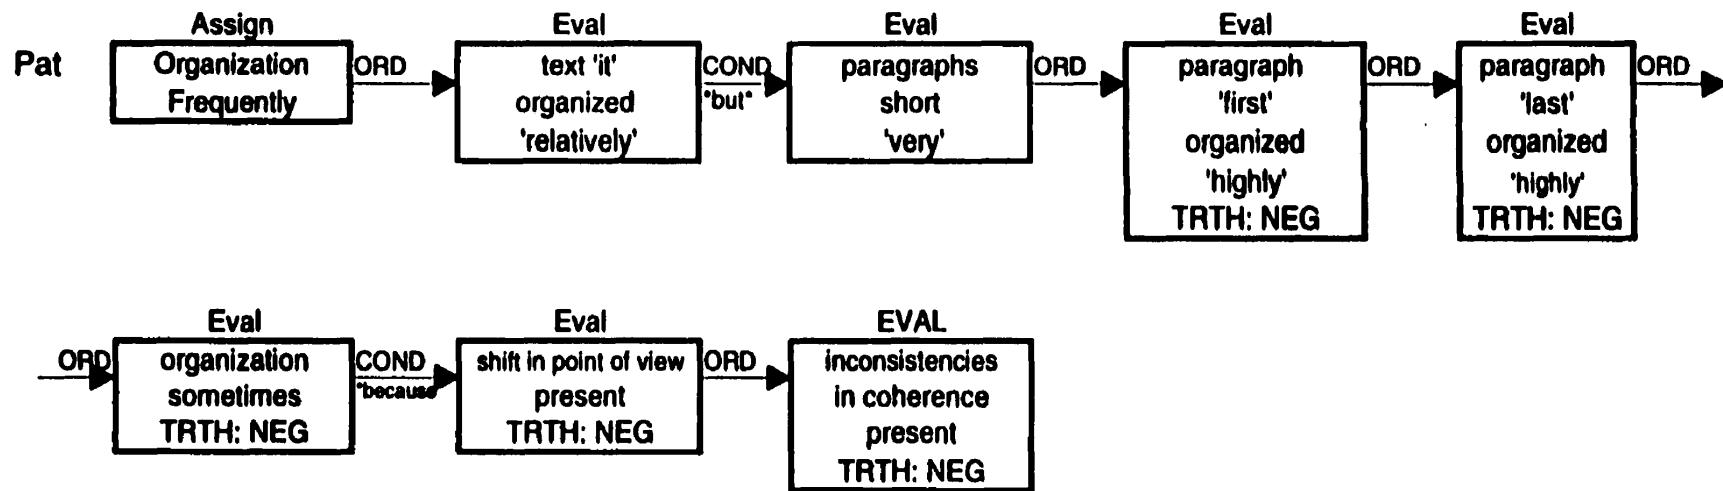 Pat
Assign
Organization
Frequently
ORD
Eval
text 'it'
organized
'relatively'
COND
"but"
Eval
paragraphs
short
'very'
ORD
Eval
paragraph
'first'
organized
'highly'
TRTH: NEG
ORD
Eval
paragraph
'last'
organized
'highly'
TRTH: NEG
ORD
ORD
Eval
organization
sometimes
TRTH: NEG
COND
"because
Eval
shift in point of view
present
TRTH: NEG
ORD
EVAL
inconsistencies
in coherence
present
TRTH: NEG